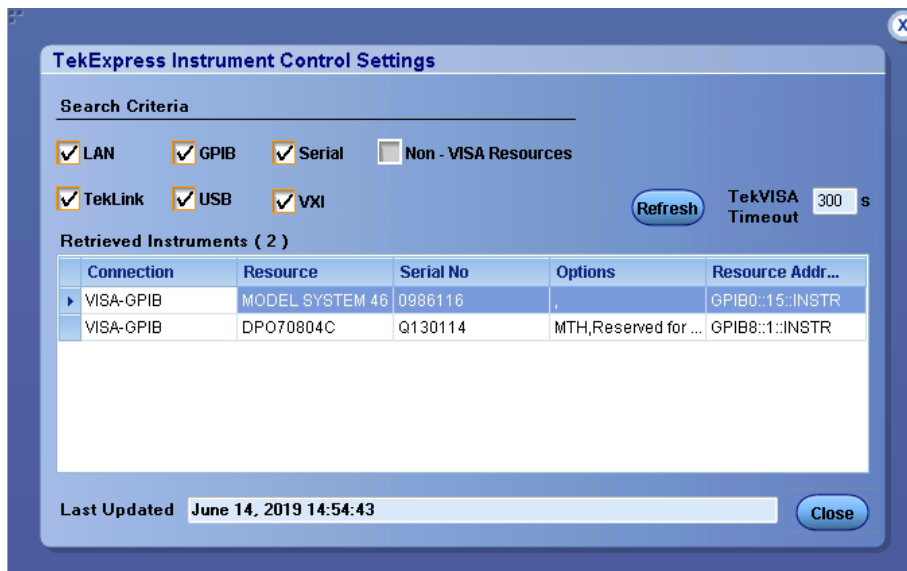 X
TekExpress Instrument Control Settings
Search Criteria
LAN GPIB Serial Non - VISA Resources
TekLink USB VXI
Refresh TekVISA Timeout 300 s
Retrieved Instruments ( 2 )
Connection Resource Serial No Options Resource Addr...
VISA-GPIB MODEL SYSTEM 46 0986116 , GPIB0::15::INSTR
VISA-GPIB DPO70804C Q130114 MTH,Reserved for ... GPIB8::1::INSTR
Last Updated June 14, 2019 14:54:43
Close